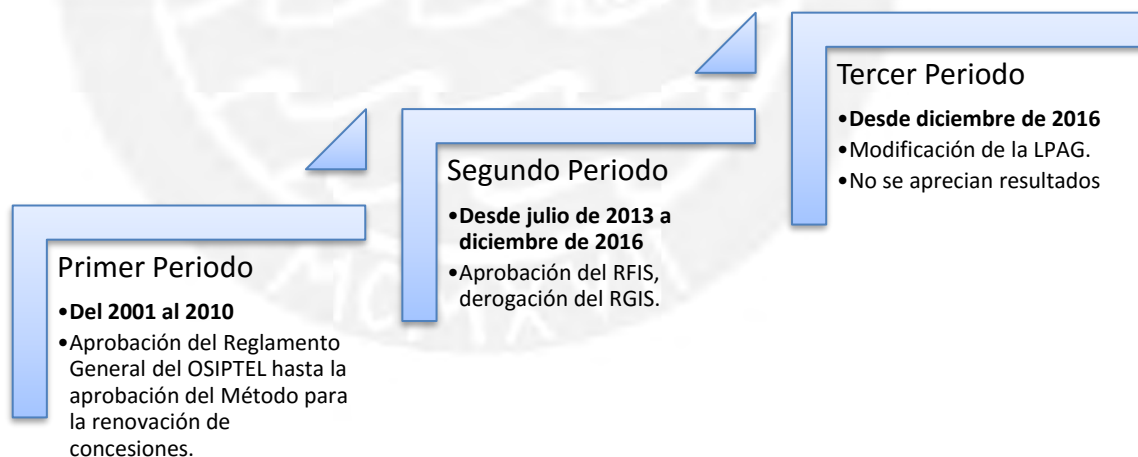 Primer Periodo
•Del 2001 al 2010
•Aprobación del Reglamento
General del OSIPTEL hasta la
aprobación del Método para
la renovación de
concesiones.
Segundo Periodo
•Desde julio de 2013 a
diciembre de 2016
•Aprobación del RFIS,
derogación del RGIS.
Tercer Periodo
•Desde diciembre de 2016
•Modificación de la LPAG.
•No se aprecian resultados